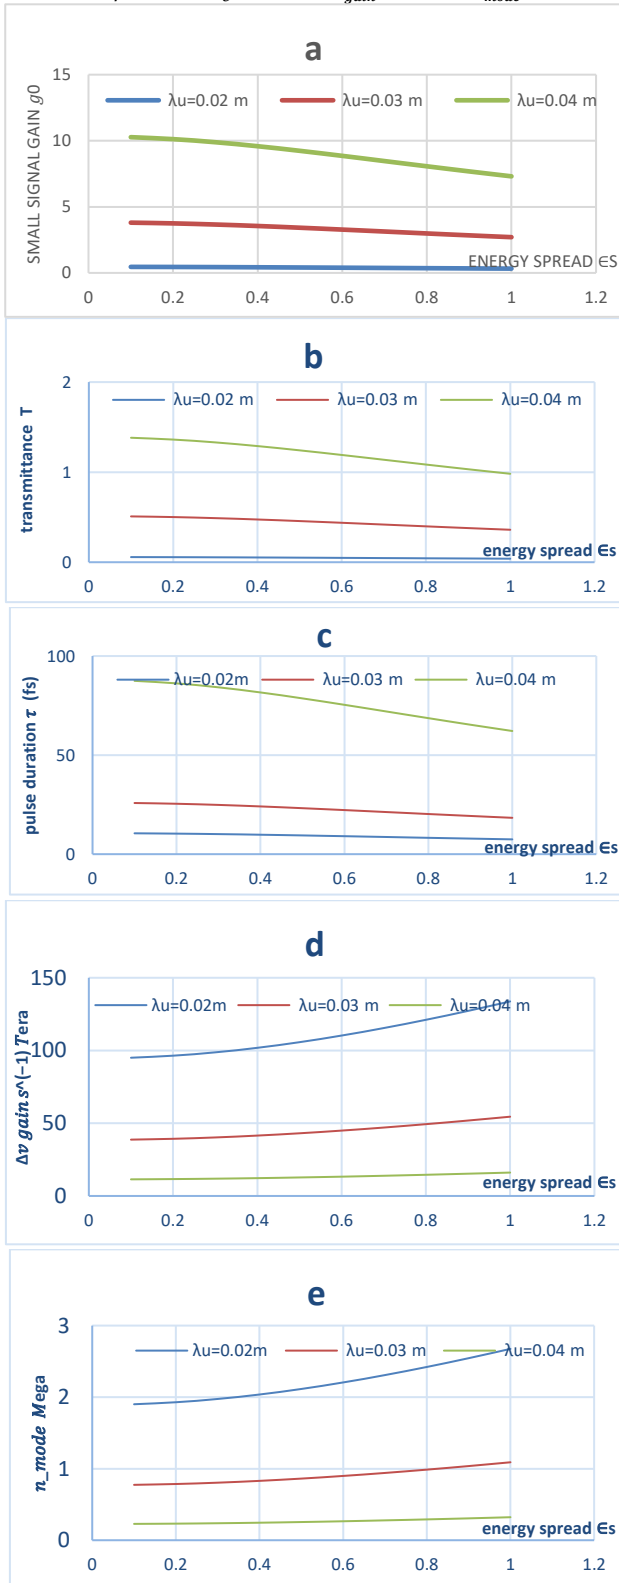 gain mode
a
SMALL SIGNAL GAIN g0
15
λu=0.02 m λu=0.03 m λu=0.04 m
10
5
ENERGY SPREAD ∈S
0
0 0.2 0.4 0.6 0.8 1 1.2
b
transmittance T
2
λu=0.02 m λu=0.03 m λu=0.04 m
1
energy spread ∈s
0
0 0.2 0.4 0.6 0.8 1 1.2
c
pulse duration τ (fs)
100
λu=0.02m λu=0.03 m λu=0.04 m
50
energy spread ∈s
0
0 0.2 0.4 0.6 0.8 1 1.2
d
Δν gain s^(−1) Tera
150
λu=0.02m λu=0.03 m λu=0.04 m
100
50
energy spread ∈s
0
0 0.2 0.4 0.6 0.8 1 1.2
e
n_mode Mega
3
λu=0.02m λu=0.03 m λu=0.04 m
2
1
energy spread ∈s
0
0 0.2 0.4 0.6 0.8 1 1.2